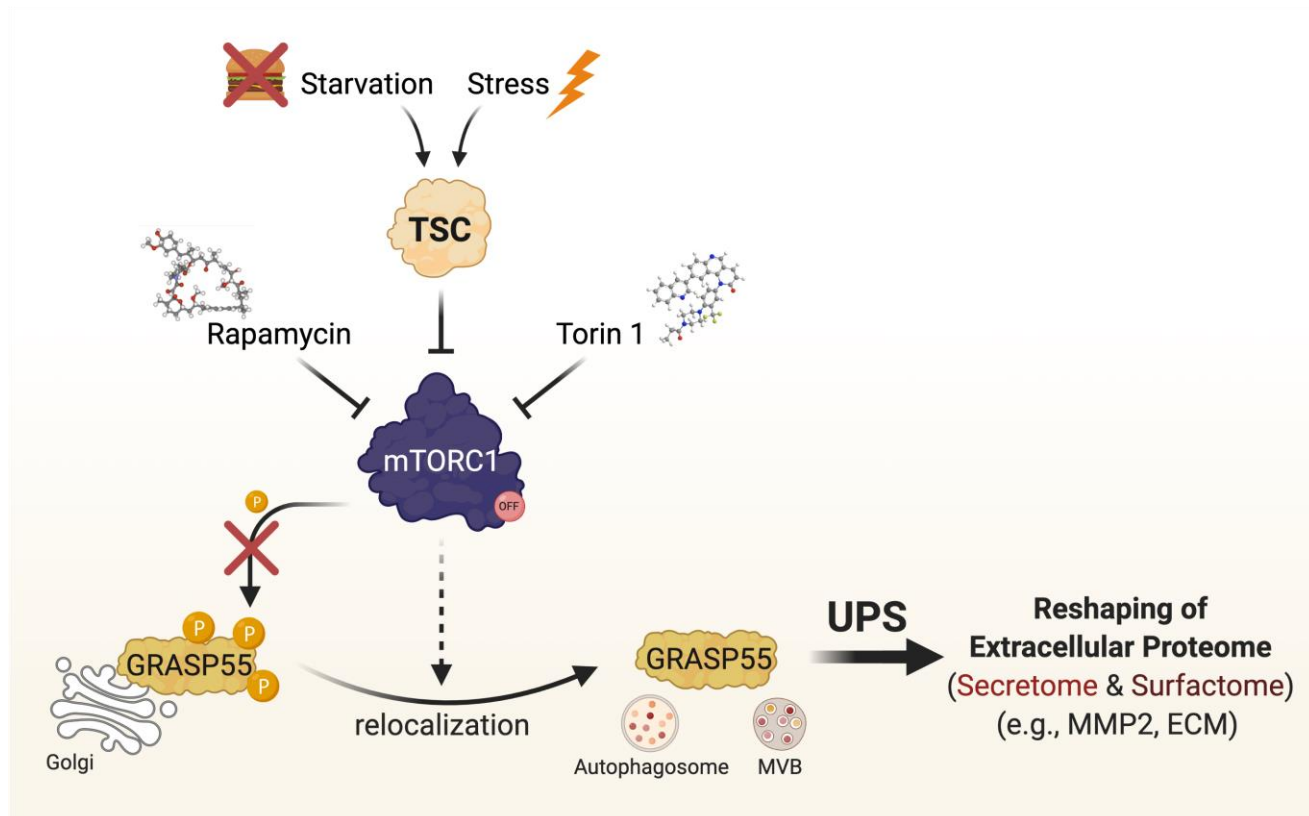 Starvation
Stress
TSC
Rapamycin
Torin 1
mTORC1
OFF
P
P
P
P
GRASP55
Golgi
relocalization
GRASP55
Autophagosome
MVB
UPS
Reshaping of
Extracellular Proteome
(Secretome & Surfactome)
(e.g., MMP2, ECM)